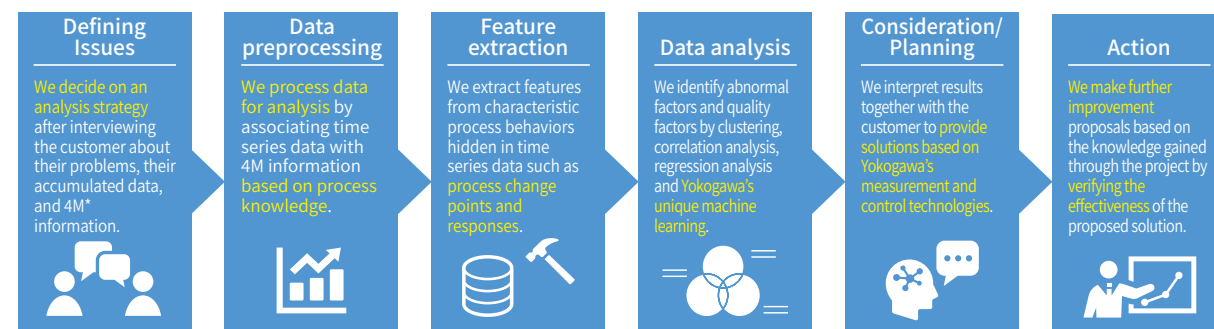 Defining
Issues
We decide on an
analysis strategy
after interviewing
the customer about
their problems, their
accumulated data,
and 4M*
information.
Data
preprocessing
We process data
for analysis by
associating time
series data with
4M information
based on process
knowledge.
Feature
extraction
We extract features
from characteristic
process behaviors
hidden in time
series data such as
process change
points and
responses.
Data analysis
We identify abnormal
factors and quality
factors by clustering,
correlation analysis,
regression analysis
and Yokogawa's
unique machine
learning.
Consideration/
Planning
We interpret results
together with the
customer to provide
solutions based on
Yokogawa's
measurement and
control technologies.
Action
We make further
improvement
proposals based on
the knowledge gained
through the project by
verifying the
effectiveness of the
proposed solution.